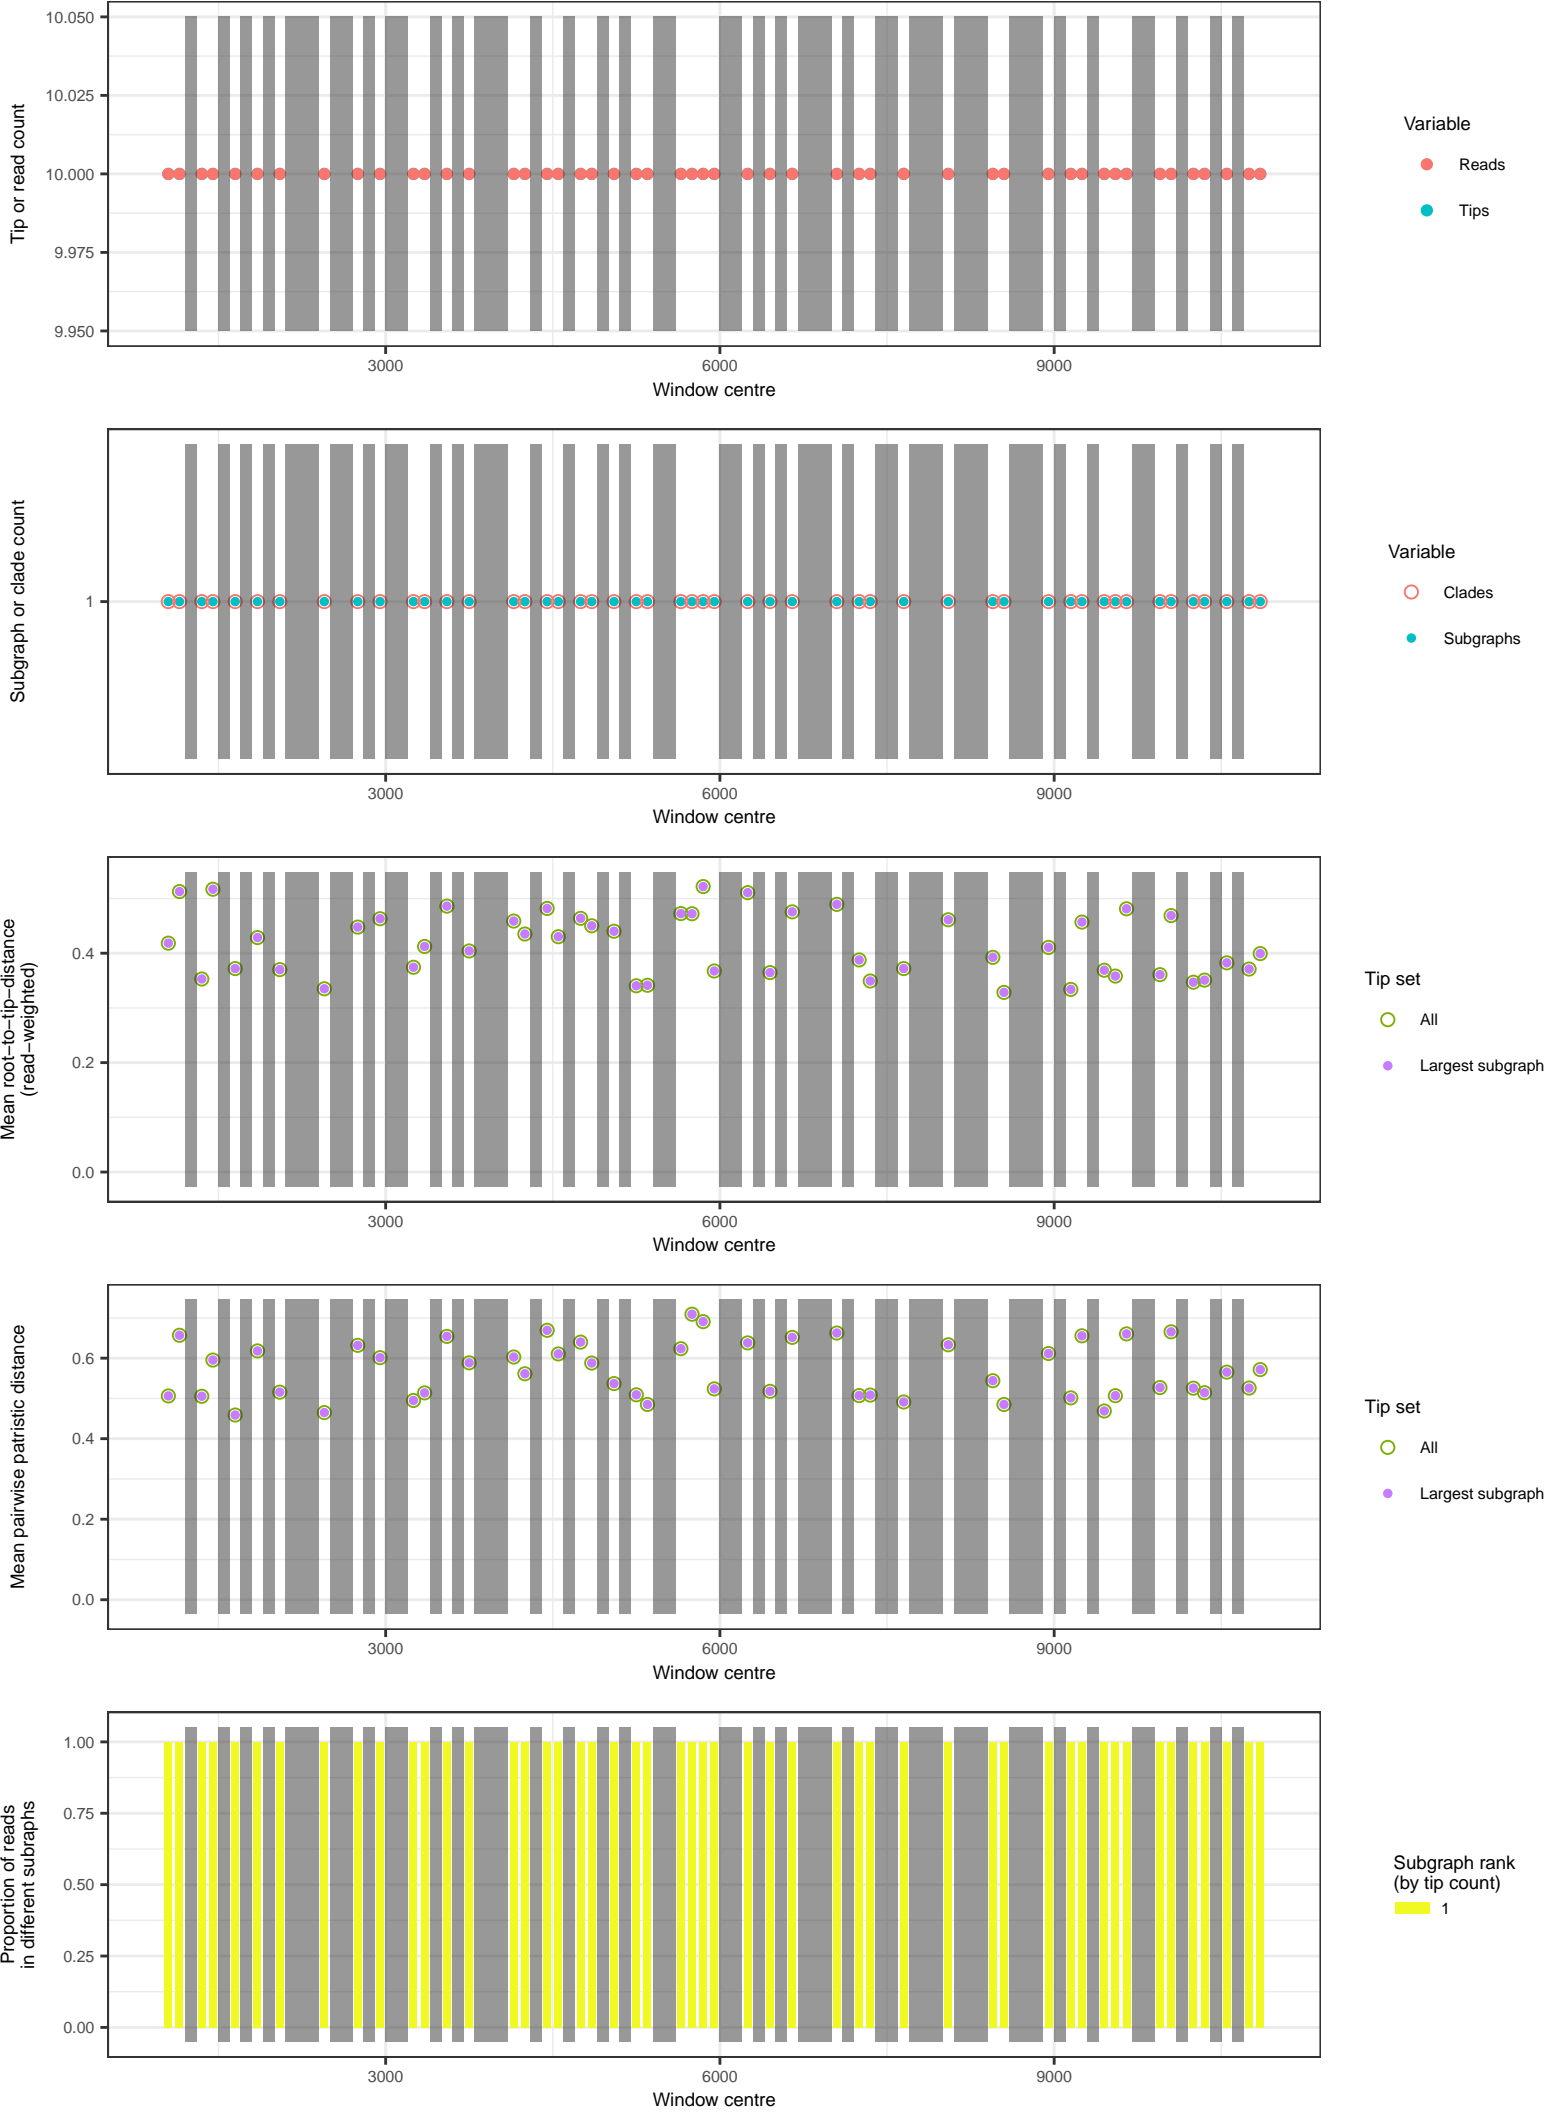 10.050
10.025
10.000
9.975
9.950
Tip or read count
3000
6000
9000
Window centre
Variable
Reads
Tips
1
Subgraph or clade count
3000
6000
9000
Window centre
Variable
Clades
Subgraphs
0.4
0.2
0.0
Mean root−to−tip−distance
(read−weighted)
3000
6000
9000
Window centre
Tip set
All
Largest subgraph
0.6
0.4
0.2
0.0
Mean pairwise patristic distance
3000
6000
9000
Window centre
Tip set
All
Largest subgraph
1.00
0.75
0.50
0.25
0.00
Proportion of reads
in different subraphs
3000
6000
9000
Window centre
Subgraph rank
(by tip count)
1